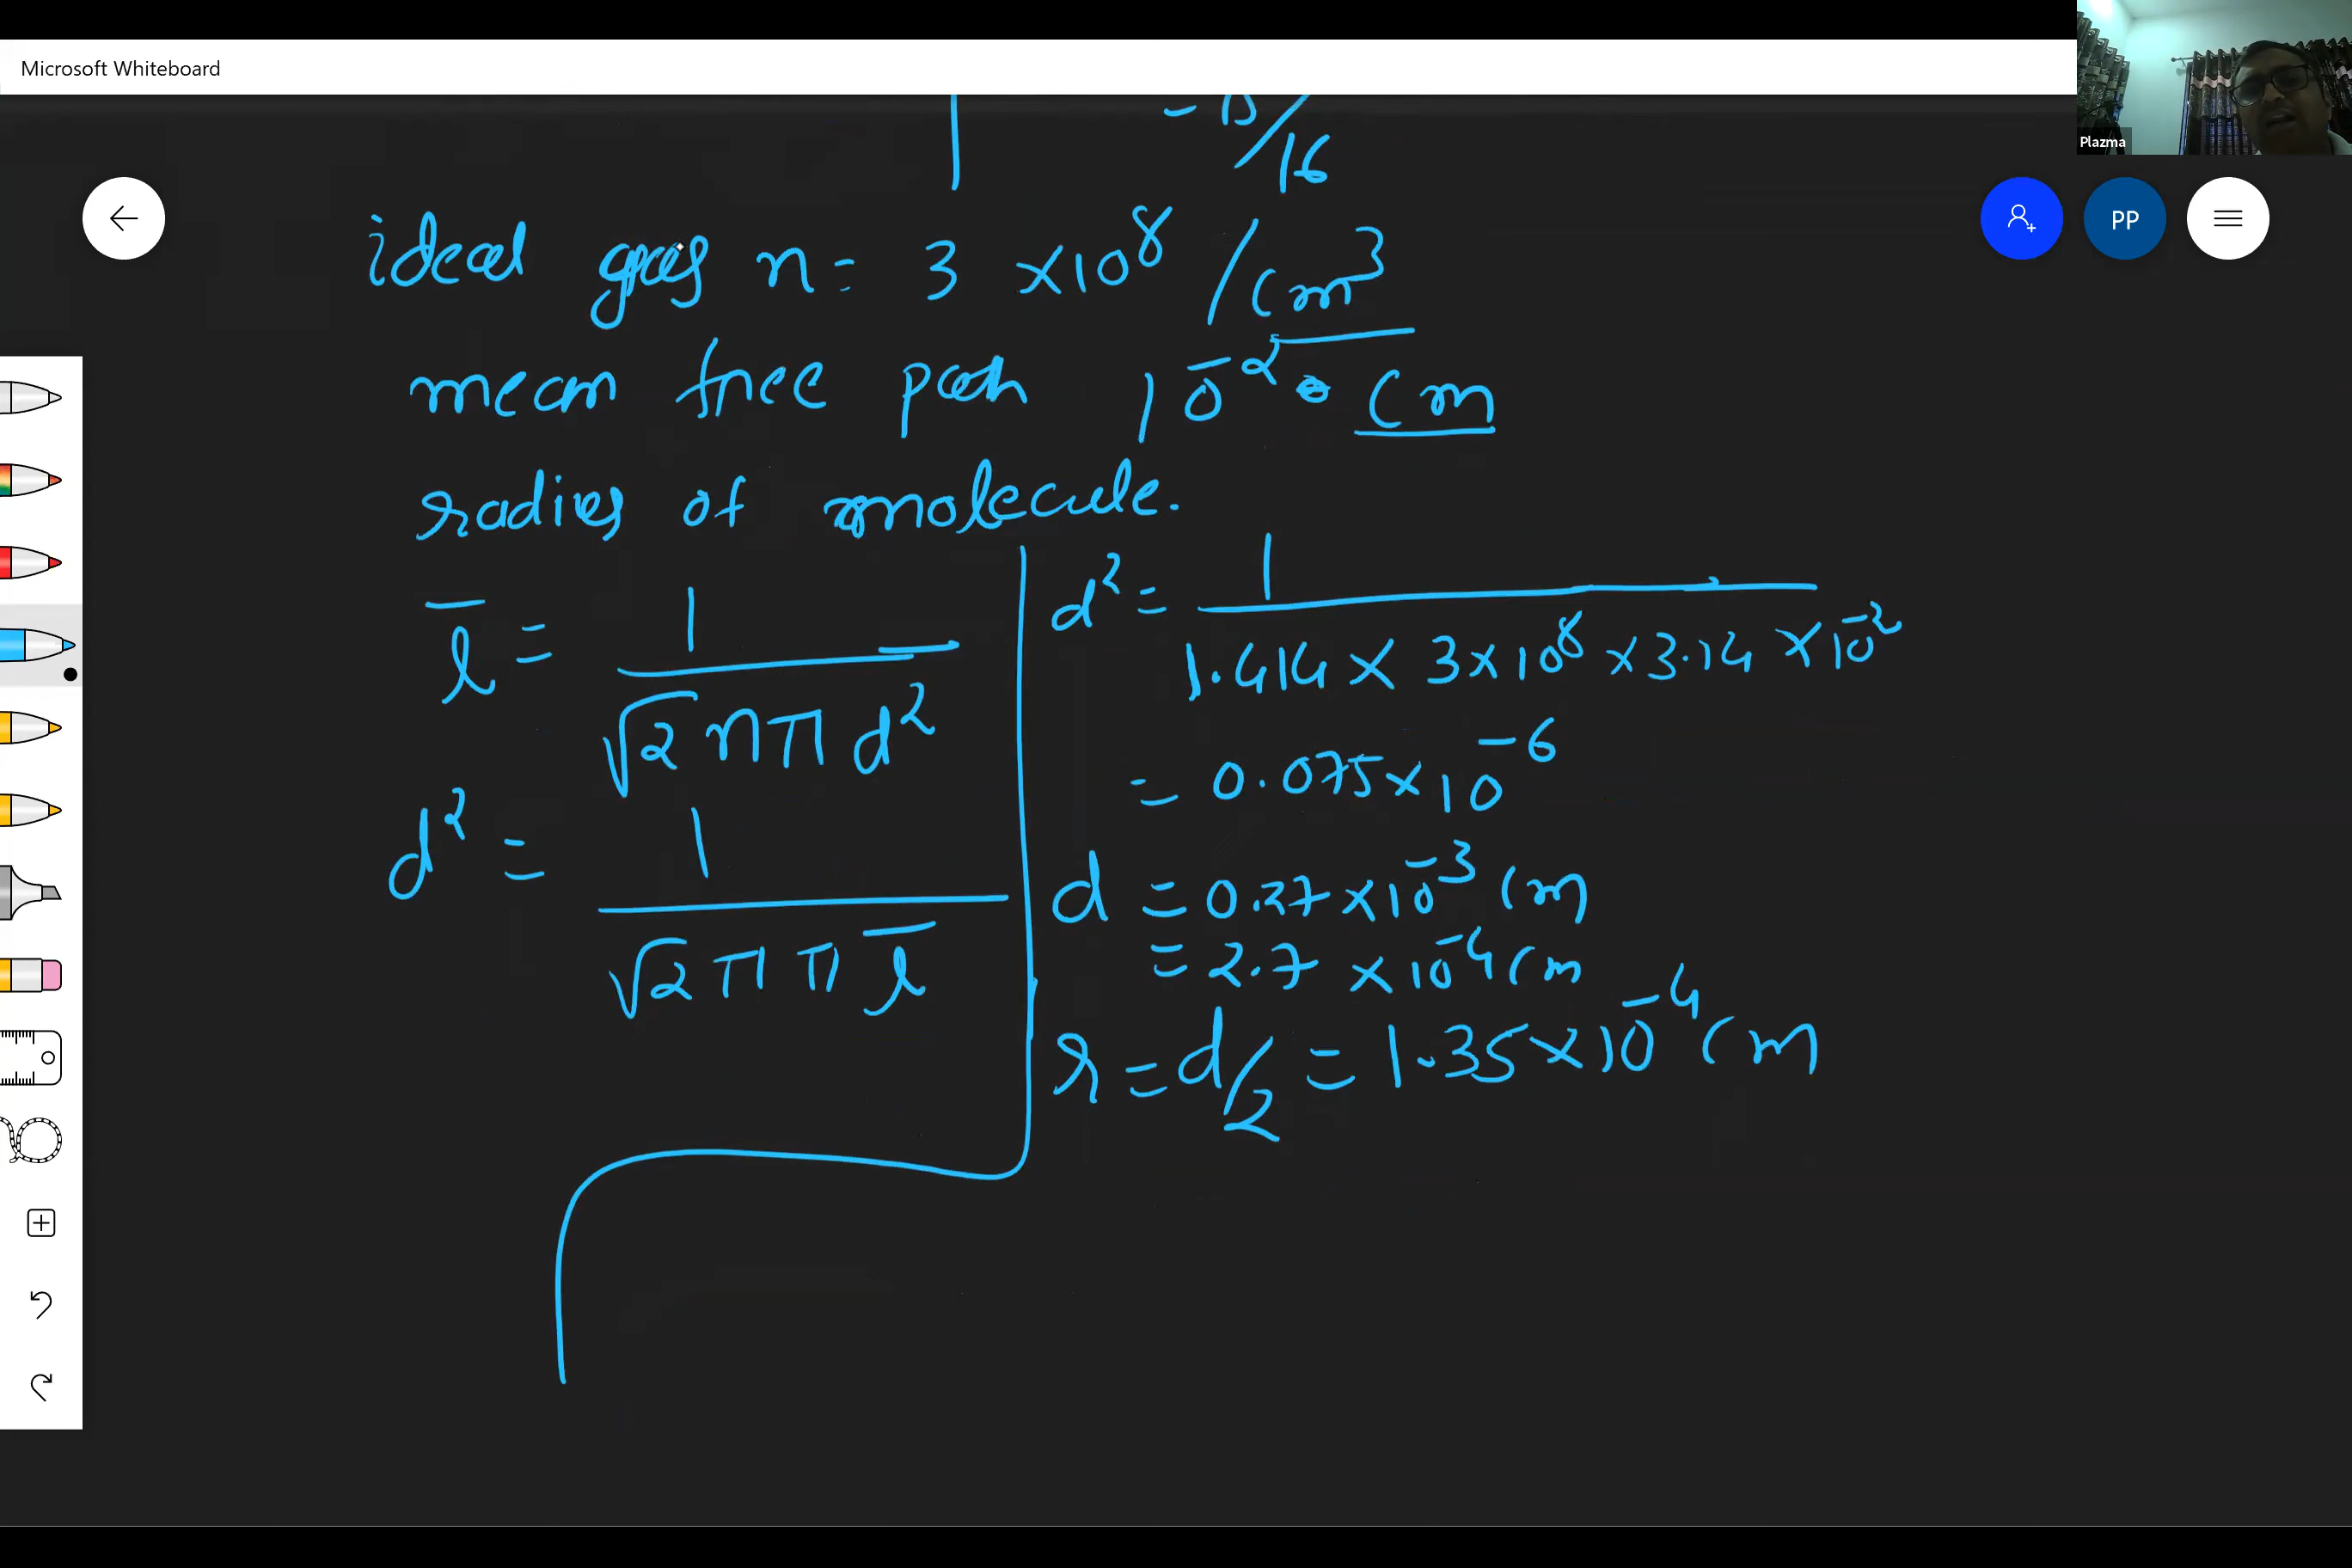 Microsoft Whiteboard
Plazma
PP
- 15/16
ideal gas n = 3 × 10⁸ /cm³
mean free path 10⁻² cm
radius of molecule.
l̅ = 1 / √2 n π d²
d² = 1 / √2 π π l̅
d² = 1 / 1.414 × 3 × 10⁸ × 3.14 × 10⁻²
= 0.075 × 10⁻⁶
d = 0.27 × 10⁻³ cm
= 2.7 × 10⁻⁴ cm
r = d/2 = 1.35 × 10⁻⁴ cm